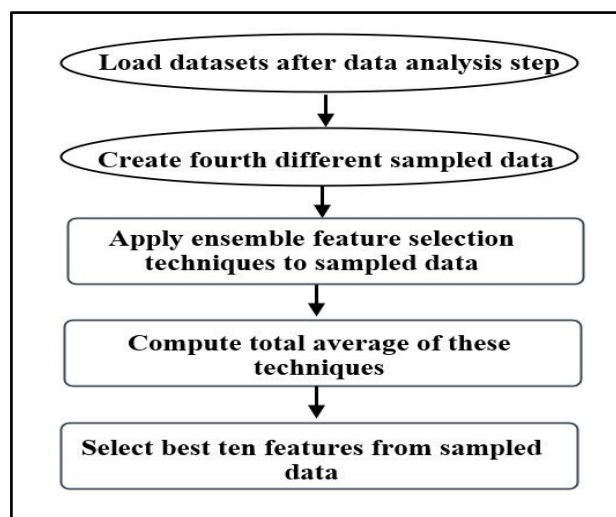 Load datasets after data analysis step
Create fourth different sampled data
Apply ensemble feature selection
techniques to sampled data
Compute total average of these
techniques
Select best ten features from sampled
data